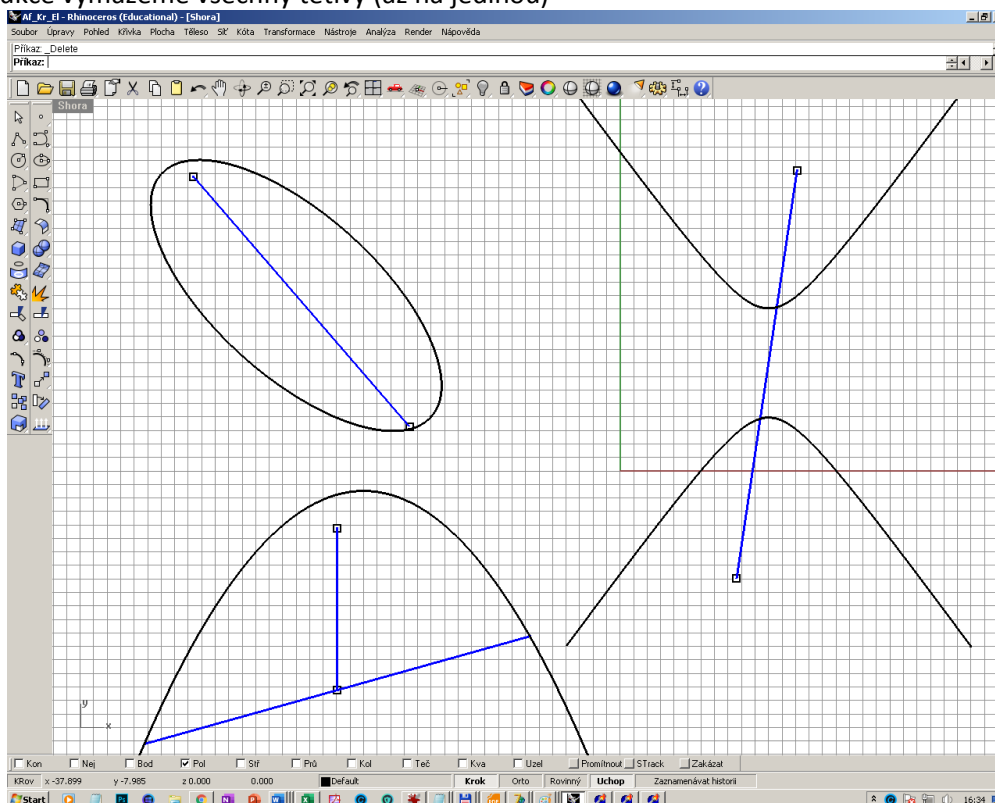 akce vymažeme všechny tětivy (až na jedinou)
Af_Kr_El - Rhinoceros (Educational) - [Shora]
Soubor Úpravy Pohled Křivka Plocha Těleso Síť Kóta Transformace Nástroje Analýza Render Nápověda
Příkaz: _Delete
Příkaz:
Shora
y
x
Kon Nej Bod Pol Stř Prů Kol Teč Kva Uzel Promítnout STrack Zakázat
KRov x -37.899 y -7.985 z 0.000 0.000 Default Krok Orto Rovinný Uchop Zaznamenávat historii
Start 16:34